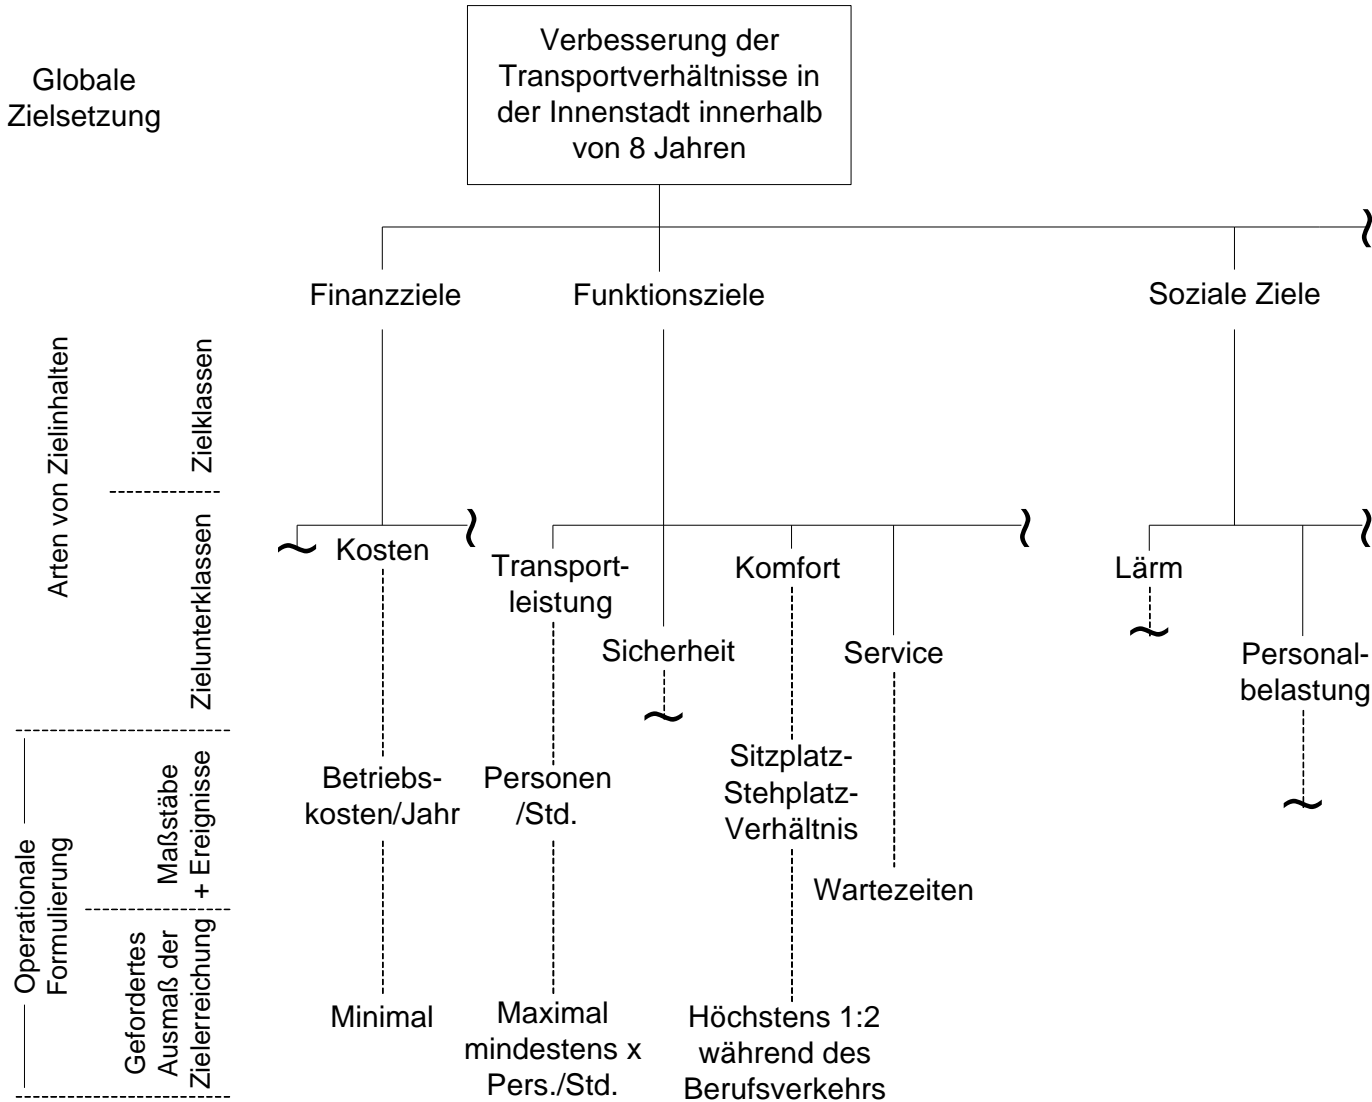 Globale
Zielsetzung
Verbesserung der
Transportverhältnisse in
der Innenstadt innerhalb
von 8 Jahren
Finanzziele
Funktionsziele
Soziale Ziele
Arten von Zielinhalten
Zielklassen
Zielunterklassen
Kosten
Transport-
leistung
Sicherheit
Komfort
Service
Lärm
Personal-
belastung
Operationale
Formulierung
Maßstäbe
+ Ereignisse
Betriebs-
kosten/Jahr
Personen
/Std.
Sitzplatz-
Stehplatz-
Verhältnis
Wartezeiten
Gefordertes
Ausmaß der
Zielerreichung
Minimal
Maximal
mindestens x
Pers./Std.
Höchstens 1:2
während des
Berufsverkehrs